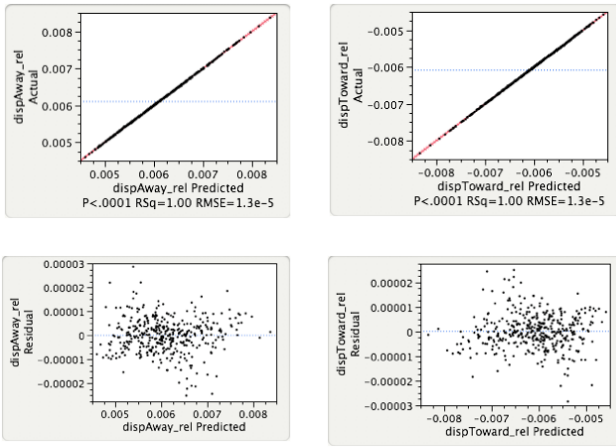 0.008
0.007
0.006
0.005
dispAway_rel
Actual
0.005 0.006 0.007 0.008
dispAway_rel Predicted
P<.0001 RSq=1.00 RMSE=1.3e-5
-0.005
-0.006
-0.007
-0.008
dispToward_rel
Actual
-0.008 -0.007 -0.006 -0.005
dispToward_rel Predicted
P<.0001 RSq=1.00 RMSE=1.3e-5
0.00003
0.00002
0.00001
0
-0.00001
-0.00002
dispAway_rel
Residual
0.005 0.006 0.007 0.008
dispAway_rel Predicted
0.00002
0.00001
0
-0.00001
-0.00002
-0.00003
dispToward_rel
Residual
-0.008 -0.007 -0.006 -0.005
dispToward_rel Predicted